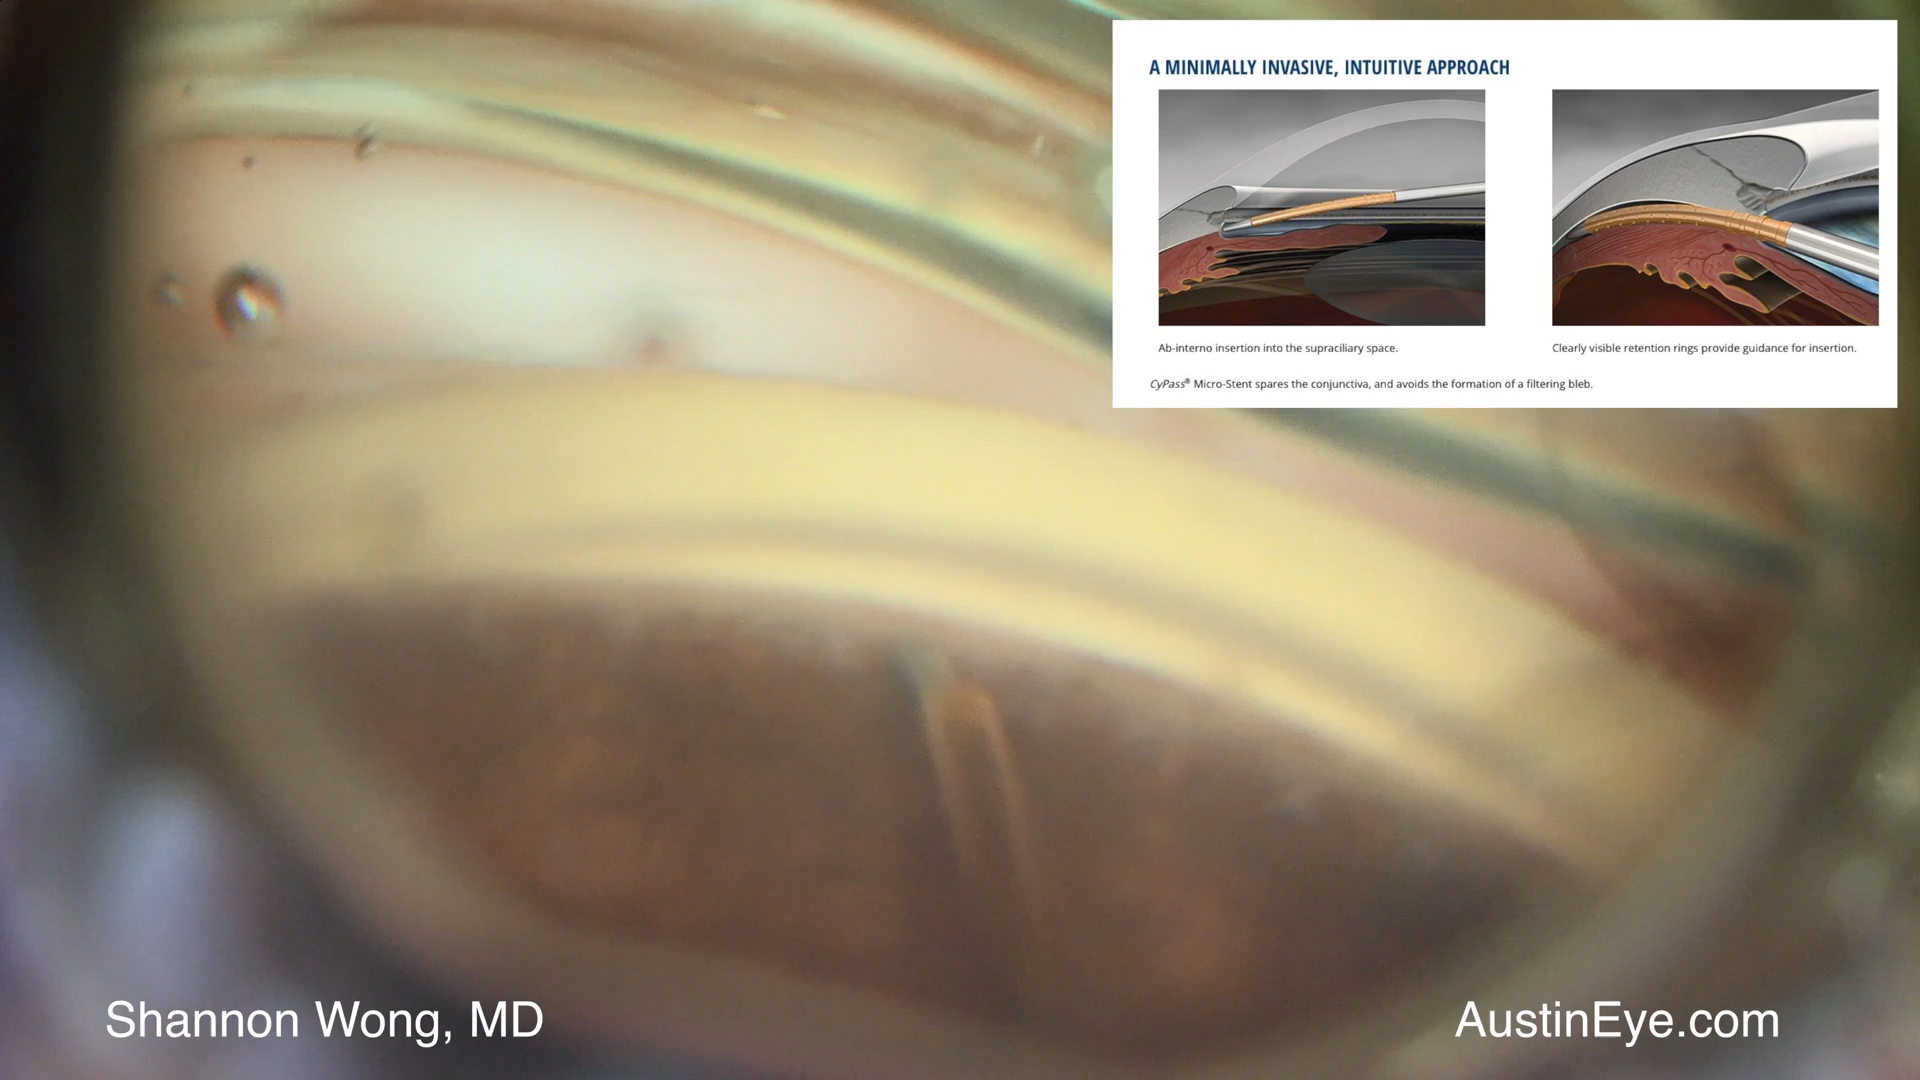 A MINIMALLY INVASIVE, INTUITIVE APPROACH
Ab-interno insertion into the supraciliary space.
Clearly visible retention rings provide guidance for insertion.
CyPass® Micro-Stent spares the conjunctiva, and avoids the formation of a filtering bleb.
Shannon Wong, MD
AustinEye.com